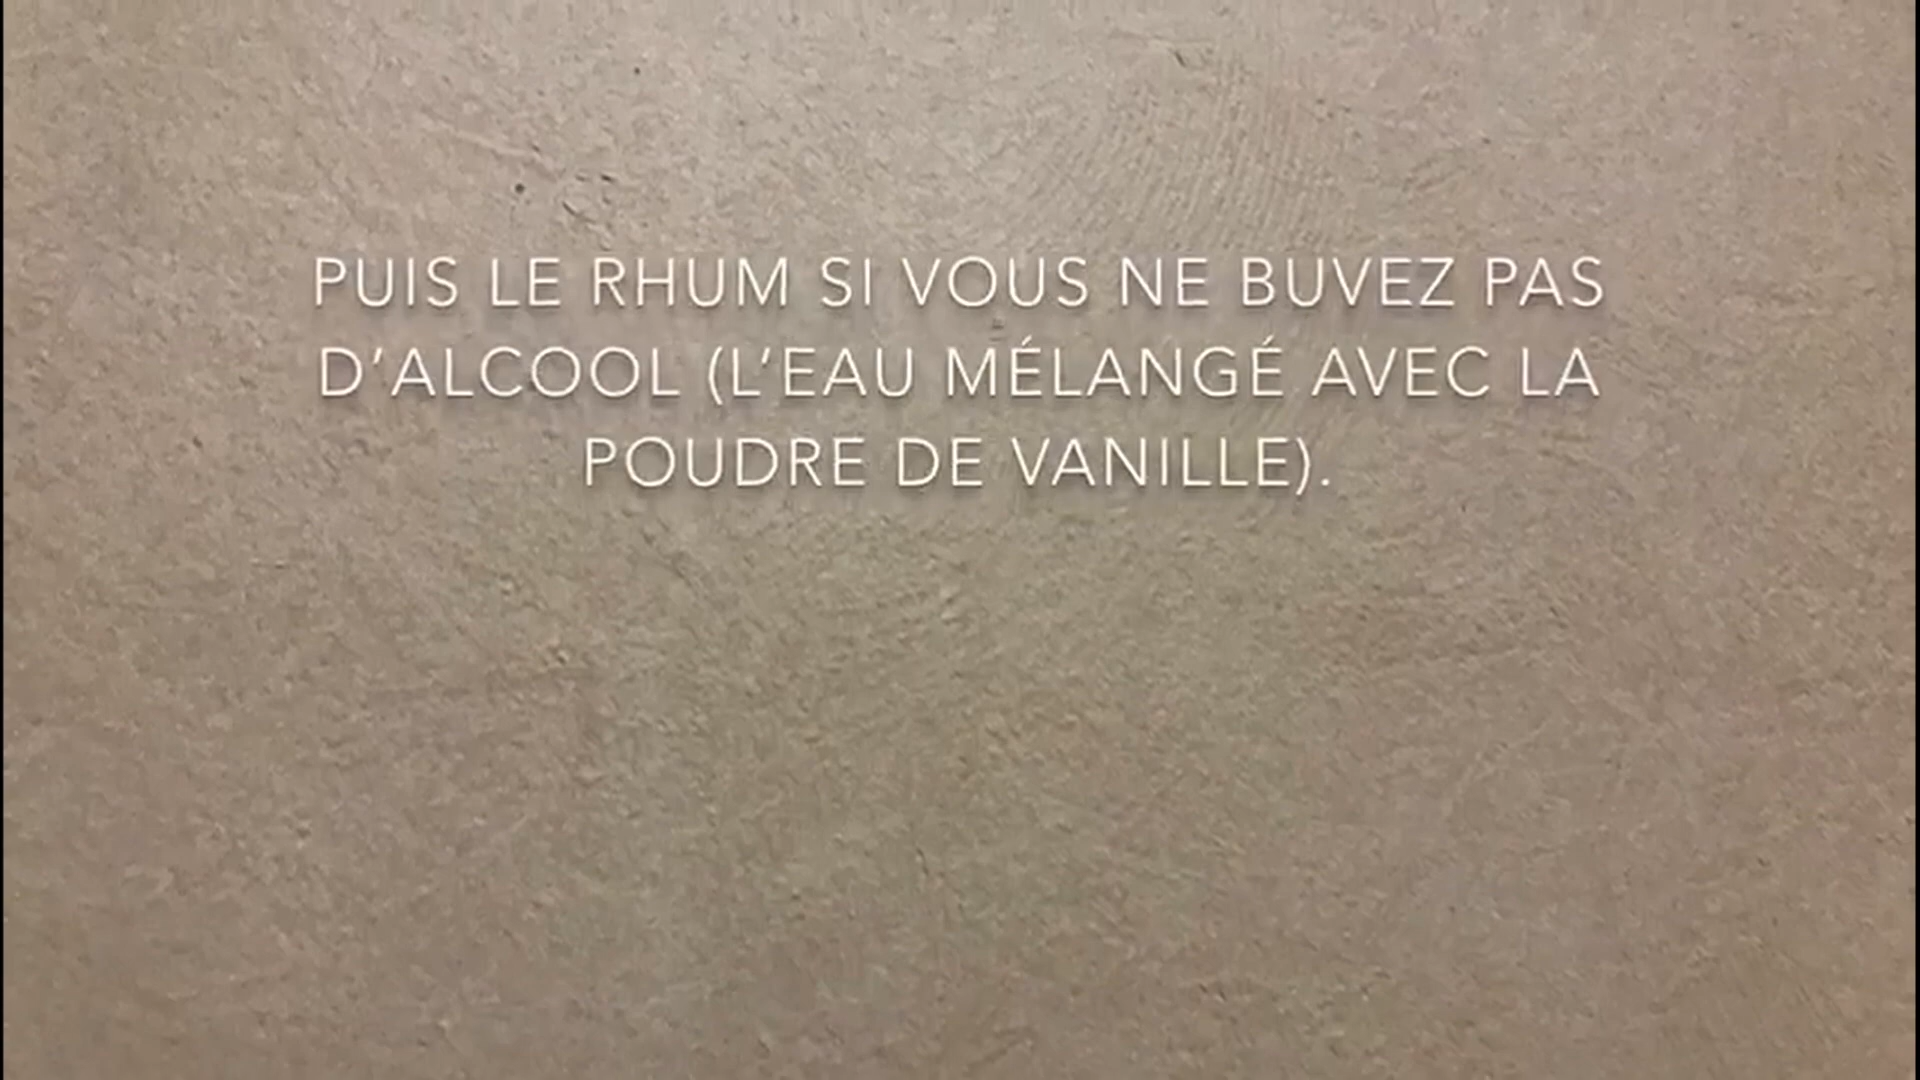 PUIS LE RHUM SI VOUS NE BUVEZ PAS
D'ALCOOL (L'EAU MÉLANGÉ AVEC LA
POUDRE DE VANILLE).